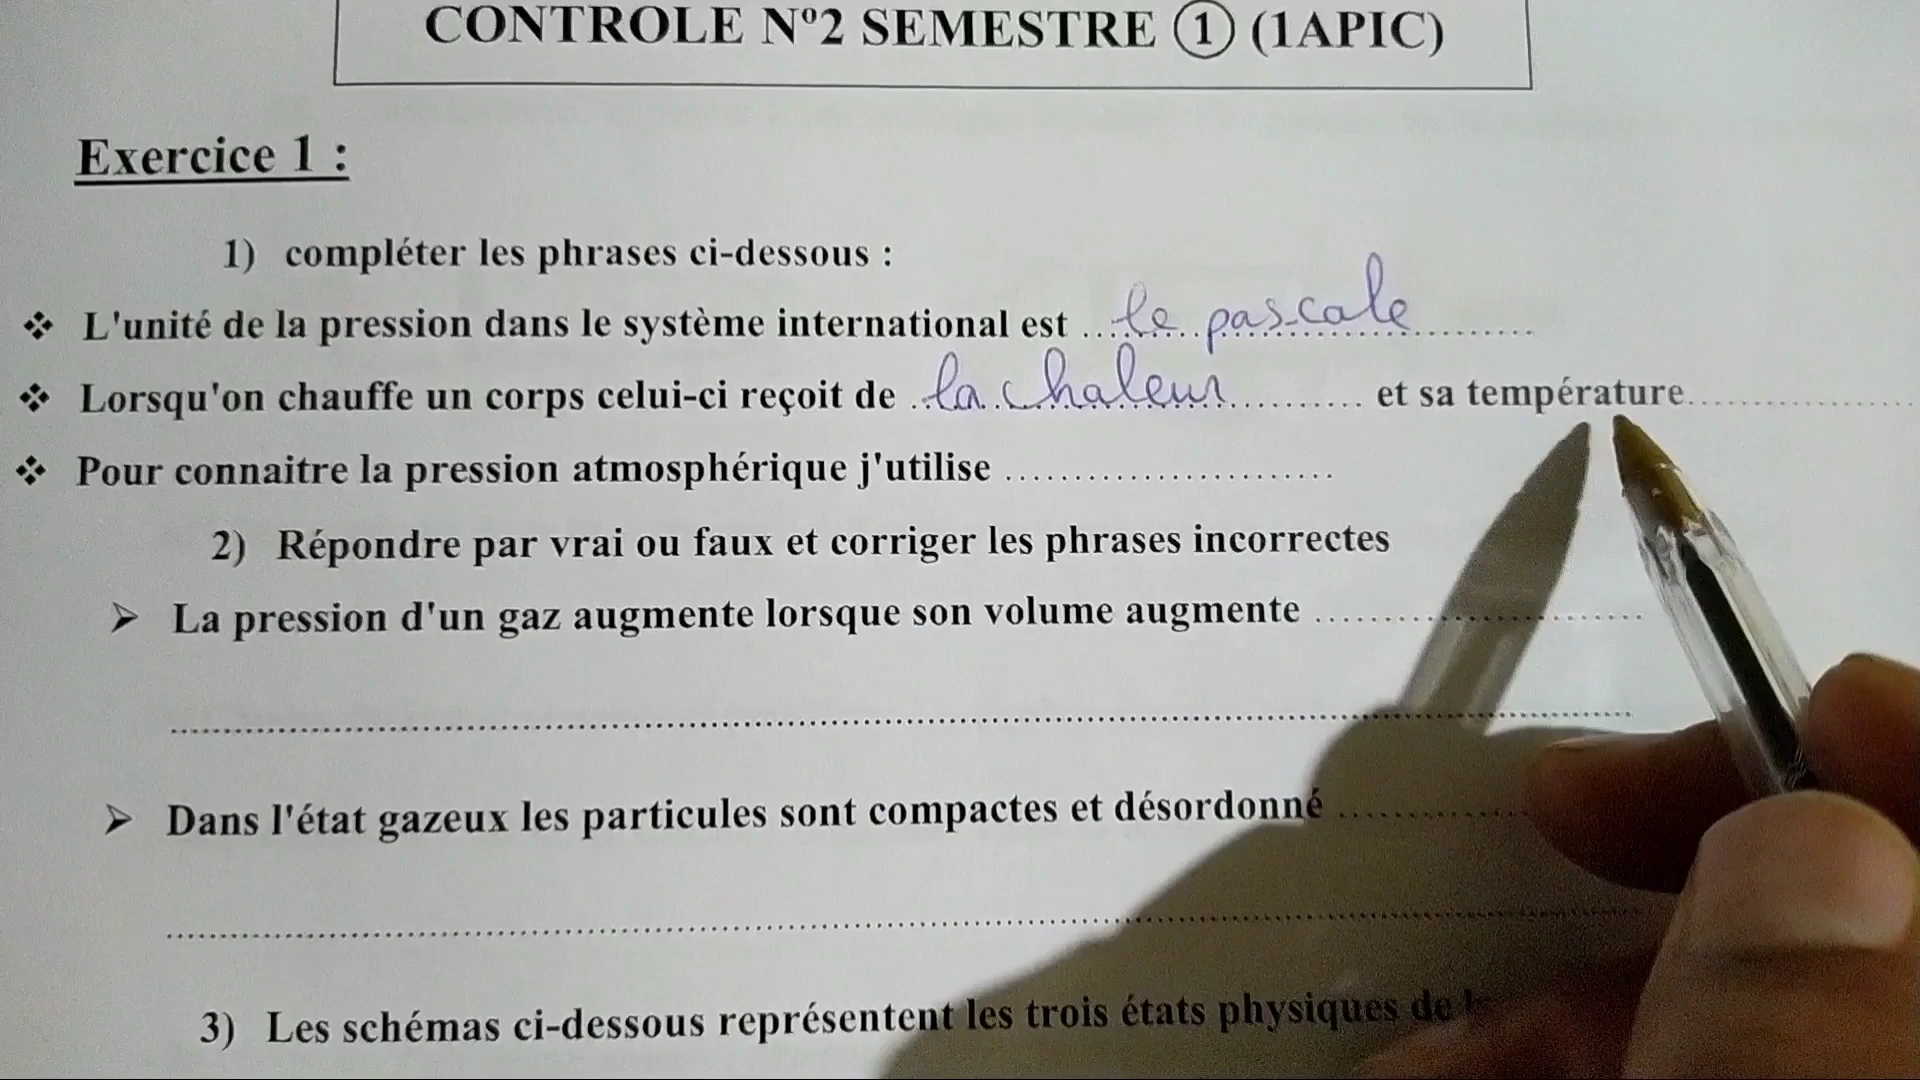 CONTROLE Nº2 SEMESTRE ① (1APIC)
Exercice 1 :
1) compléter les phrases ci-dessous :
❖ L'unité de la pression dans le système international est ...le pascale..........
❖ Lorsqu'on chauffe un corps celui-ci reçoit de ..la chaleur............ et sa température....................
❖ Pour connaitre la pression atmosphérique j'utilise ........................
2) Répondre par vrai ou faux et corriger les phrases incorrectes
➢ La pression d'un gaz augmente lorsque son volume augmente ........................
➢ Dans l'état gazeux les particules sont compactes et désordonné ................
3) Les schémas ci-dessous représentent les trois états physiques de